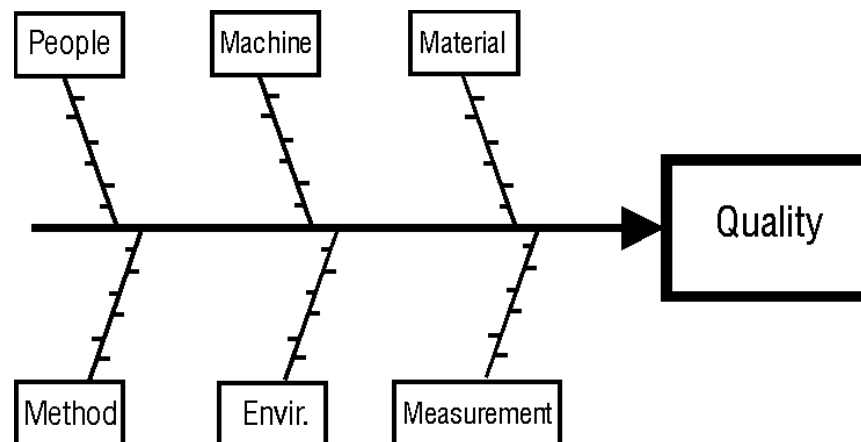 People
Machine
Material
Quality
Method
Envir.
Measurement